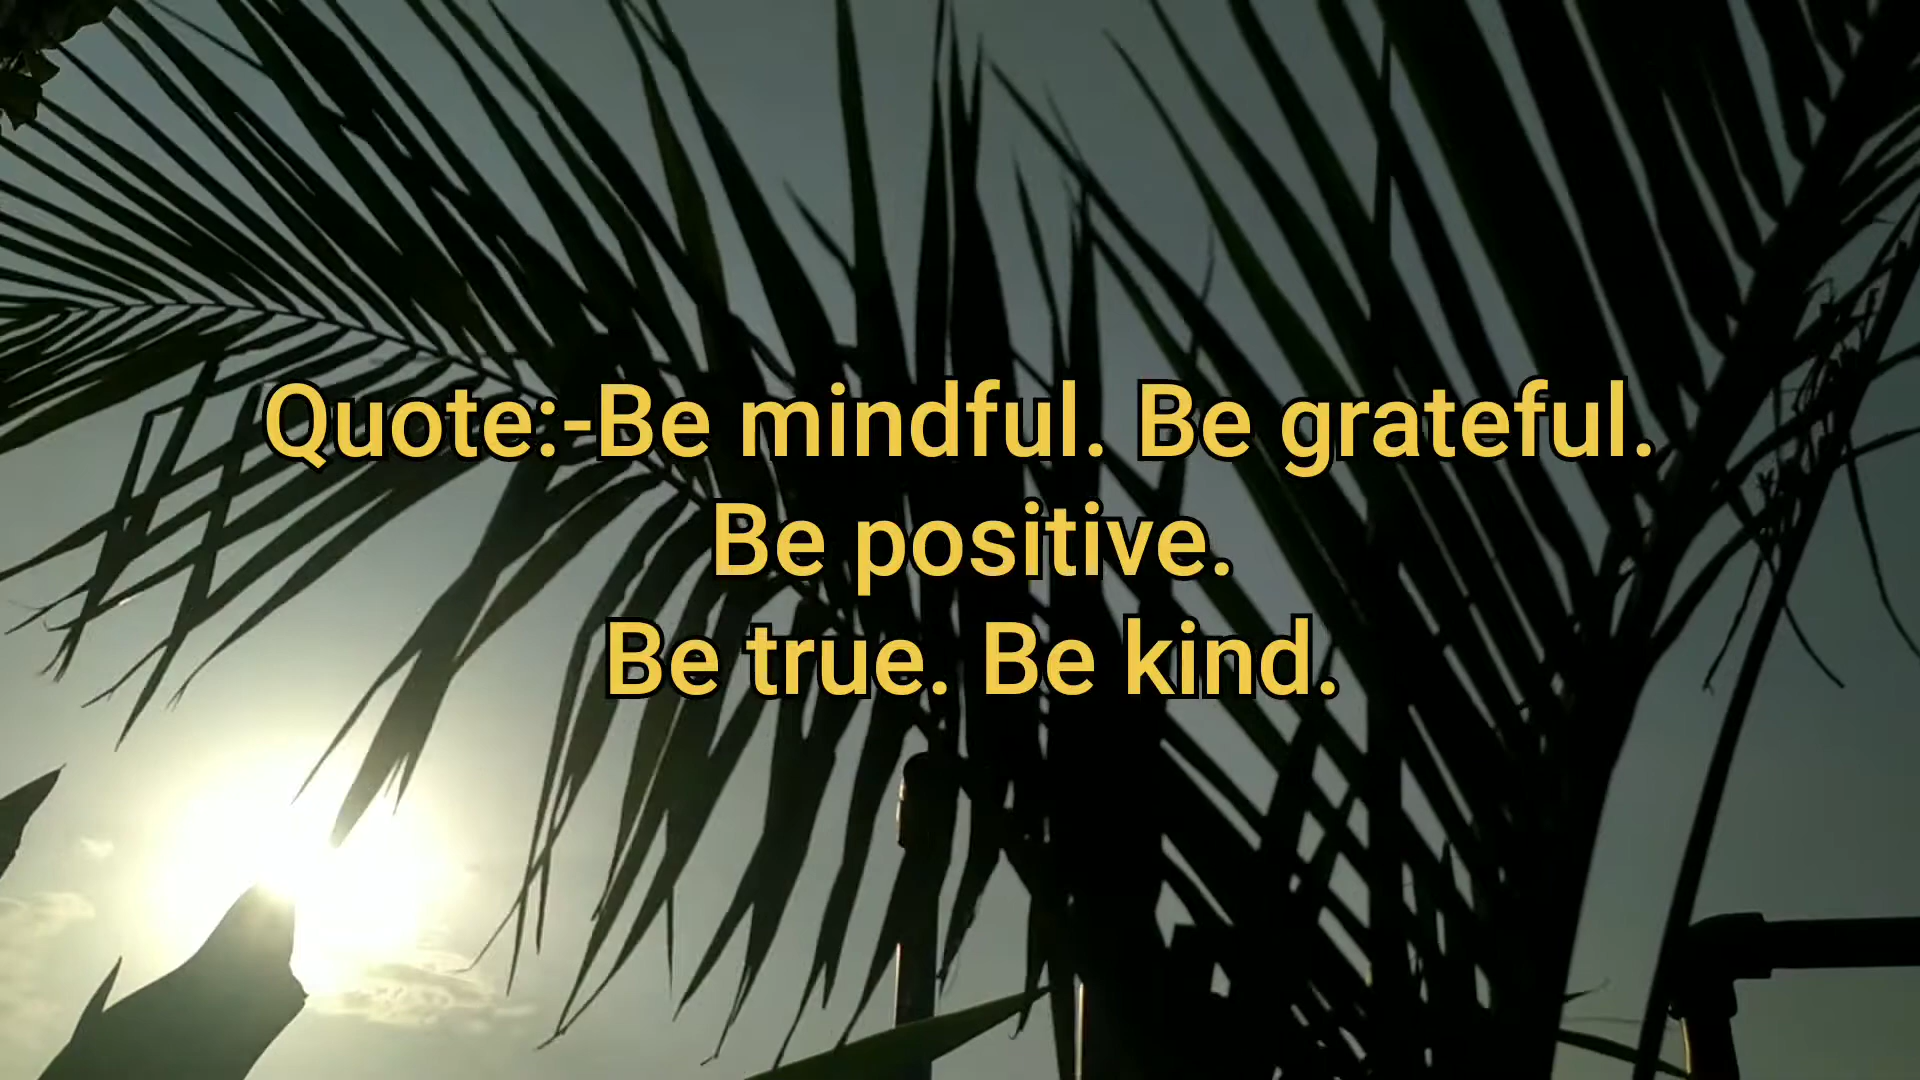 Quote:-Be mindful. Be grateful.
Be positive.
Be true. Be kind.